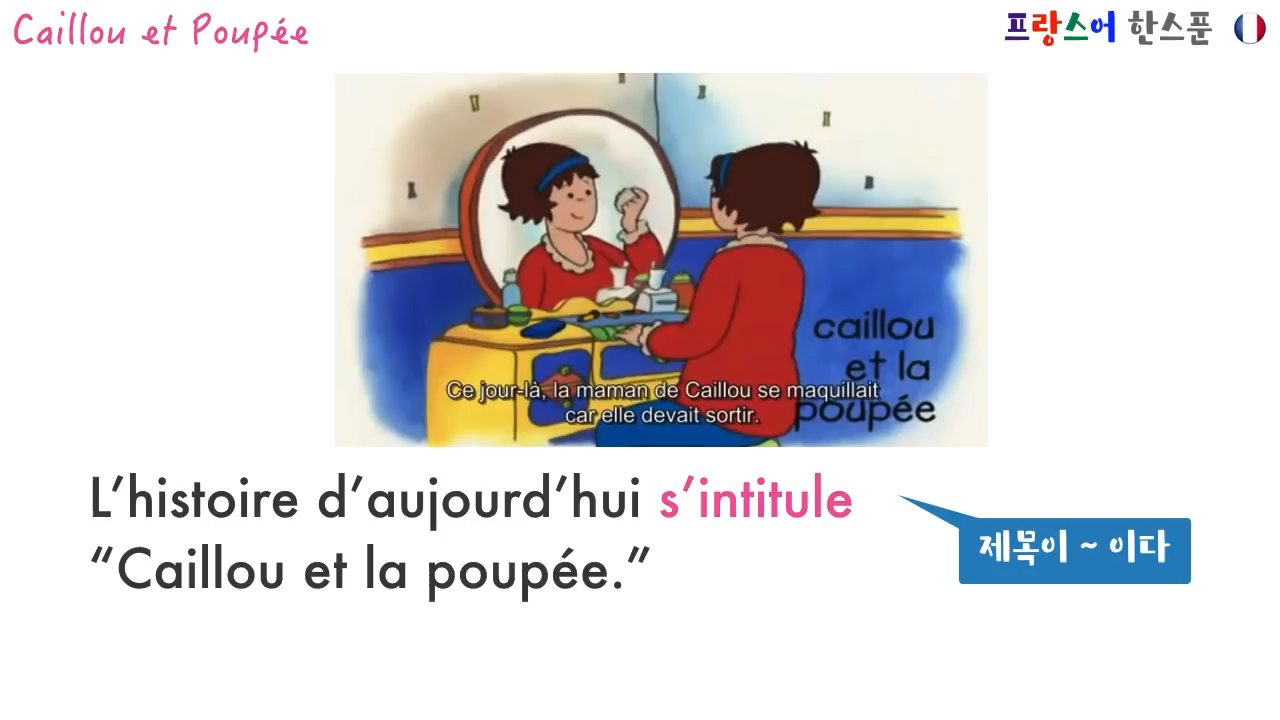 Caillou et Poupée
프랑스어 한스푼
caillou
et la
poupée
Ce jour-là, la maman de Caillou se maquillait
car elle devait sortir.
L’histoire d’aujourd’hui s’intitule
“Caillou et la poupée.”
제목이 ~ 이다